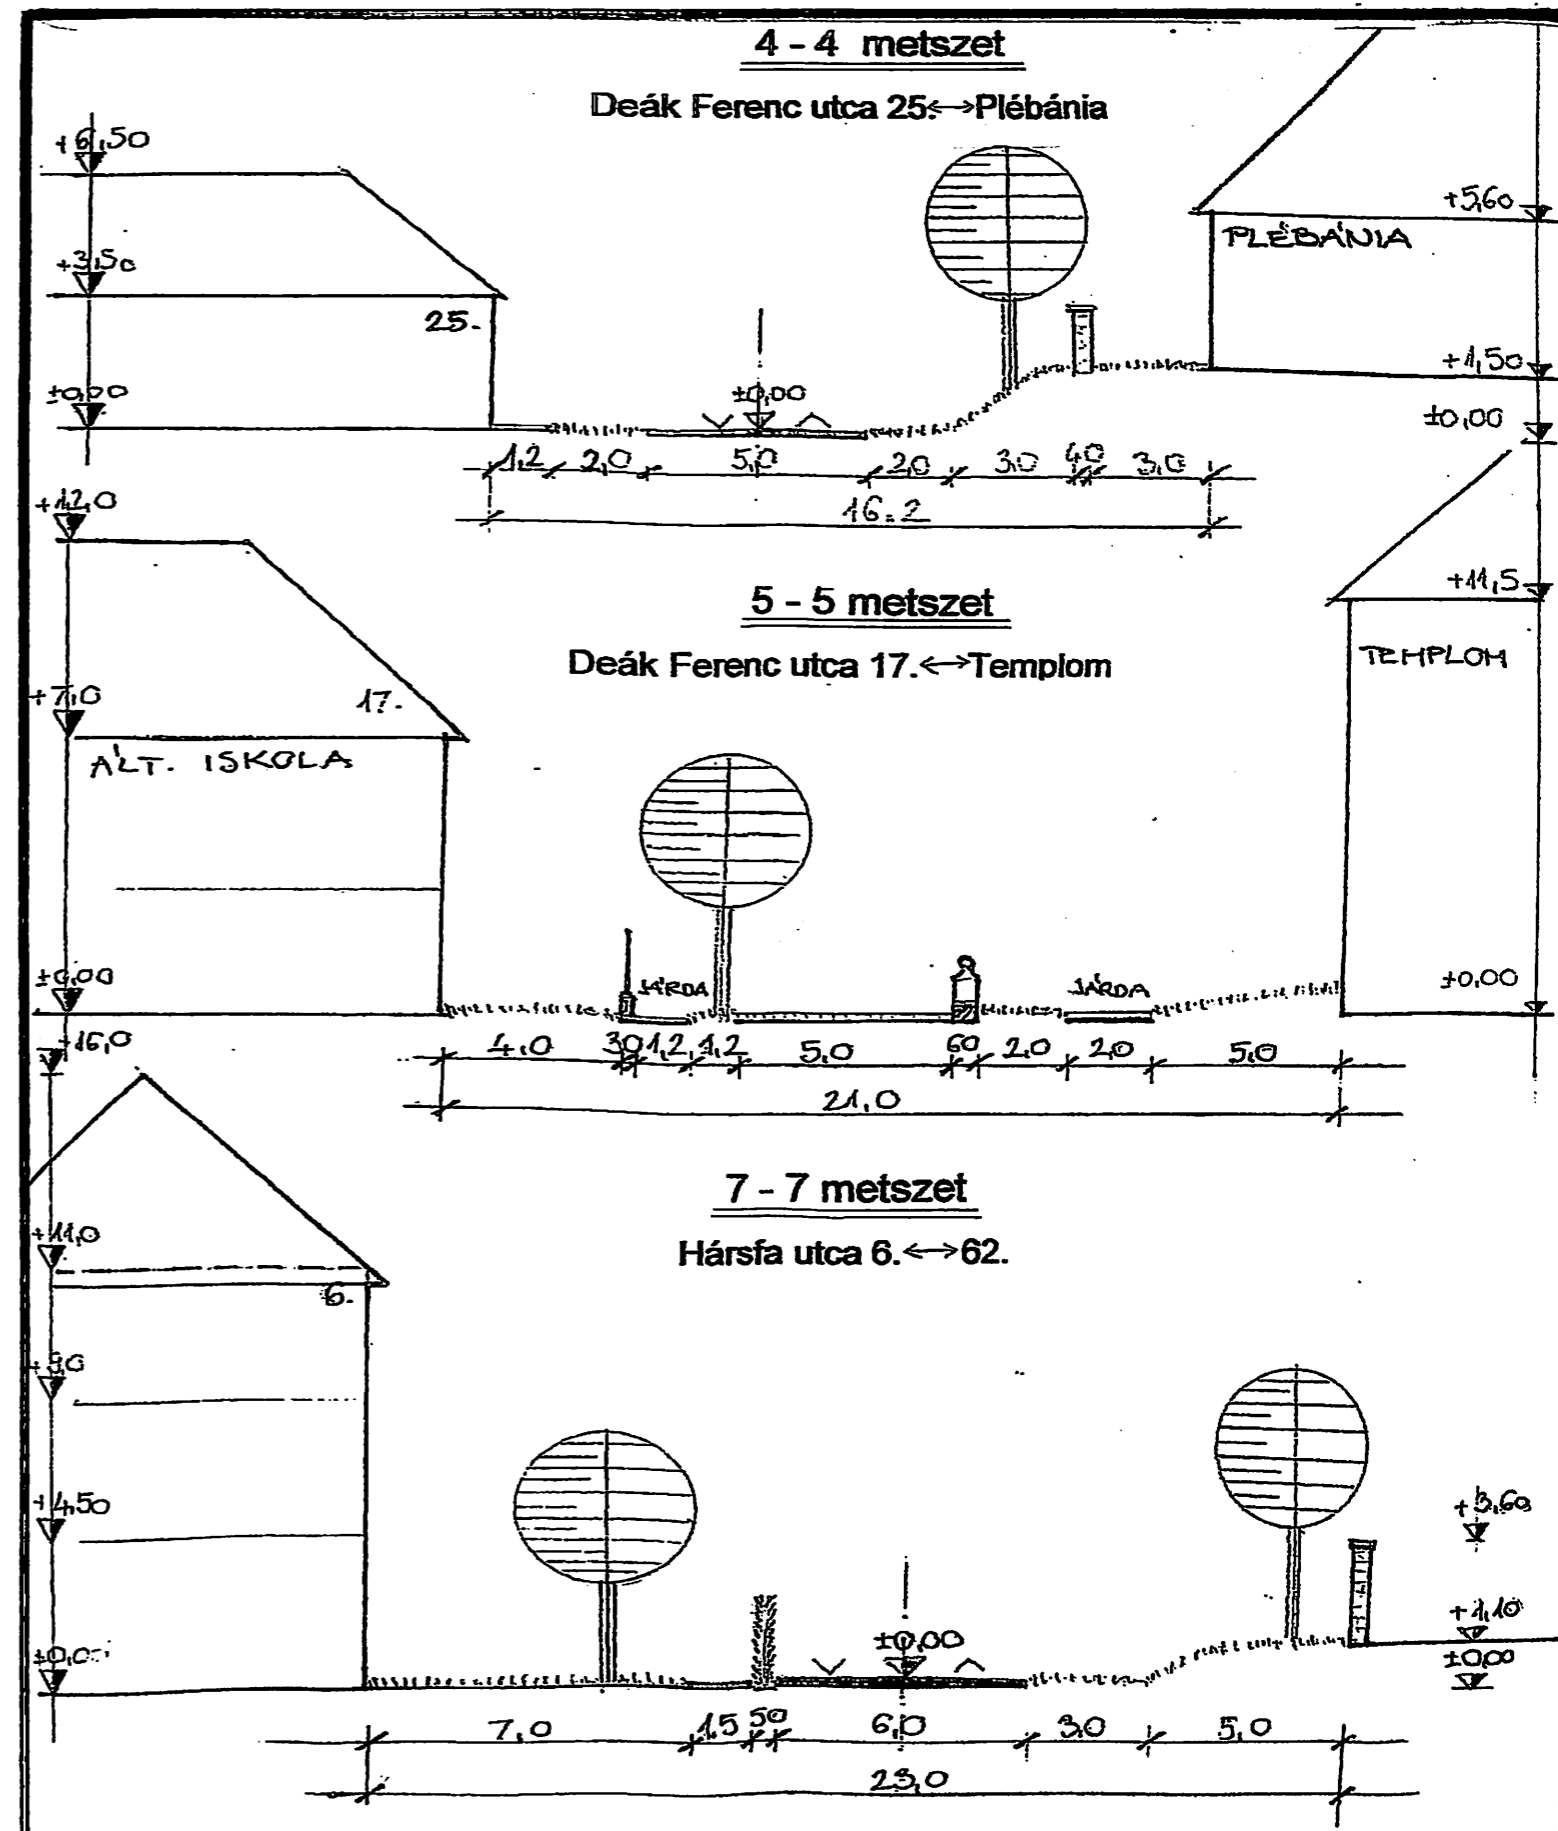 4 - 4 metszet
Deák Ferenc utca 25.<->Plébánia
+6,50
+5,60
PLÉBÁNIA
+3,50
25.
+1,50
±0,00
±0,00
±0,00
1,2 2,0 5,0 2,0 3,0 40 3,0
16.2
+12,0
5 - 5 metszet
+11,5
Deák Ferenc utca 17.<->Templom
TEMPLOM
+7,0
17.
ÁLT. ISKOLA
±0,00
JÁRDA
JÁRDA
±0,00
4,0 30 1,2 1,2 5,0 60 2,0 2,0 5,0
21,0
+16,0
7 - 7 metszet
Hársfa utca 6.<->62.
+11,0
6.
+4,50
+3,60
+1,10
±0,00
±0,00
7,0 1,5 50 6,0 3,0 5,0
23,0